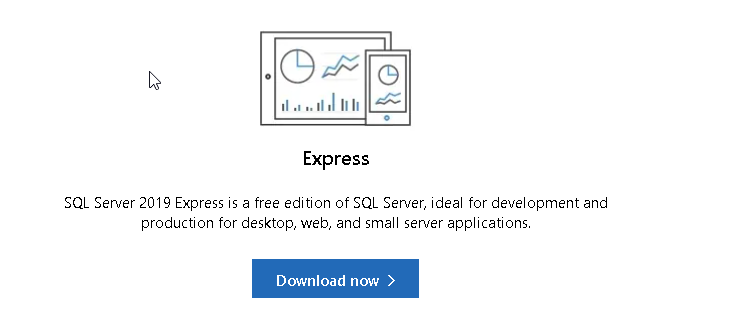 Express
SQL Server 2019 Express is a free edition of SQL Server, ideal for development and
production for desktop, web, and small server applications.
Download now >